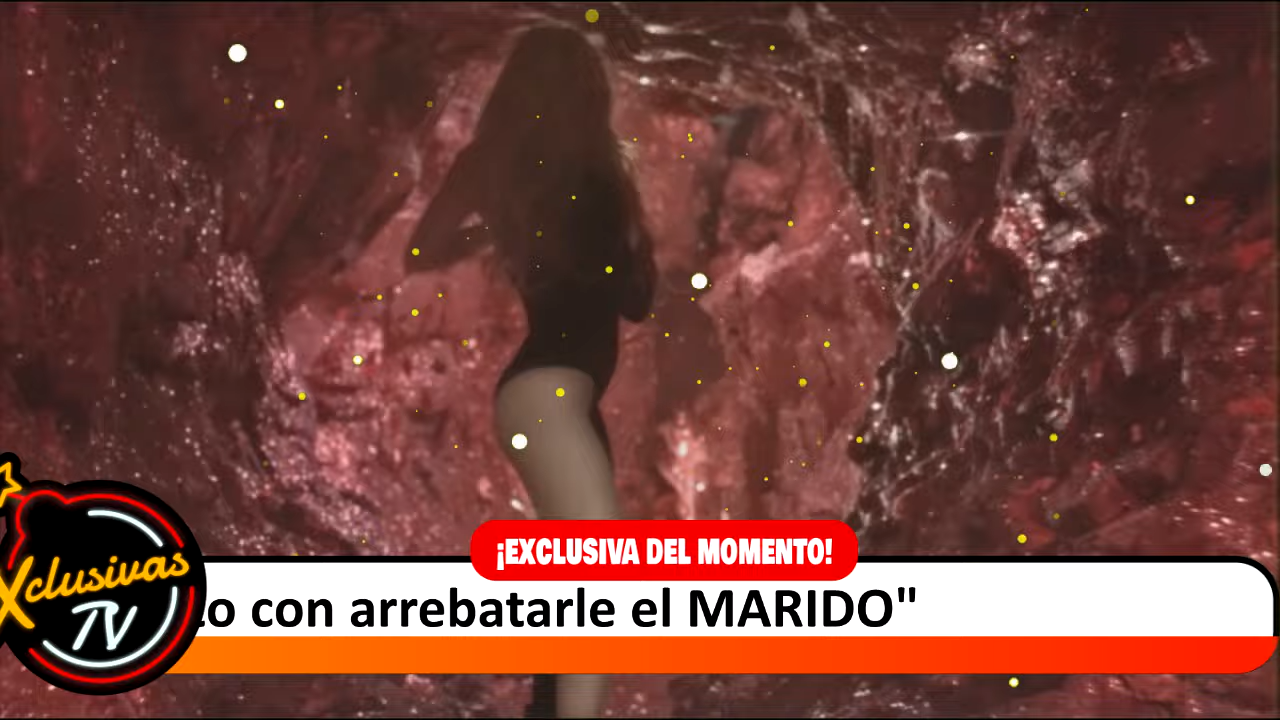 ¡EXCLUSIVA DEL MOMENTO!
con arrebatarle el MARIDO"
Xclusivas
TV